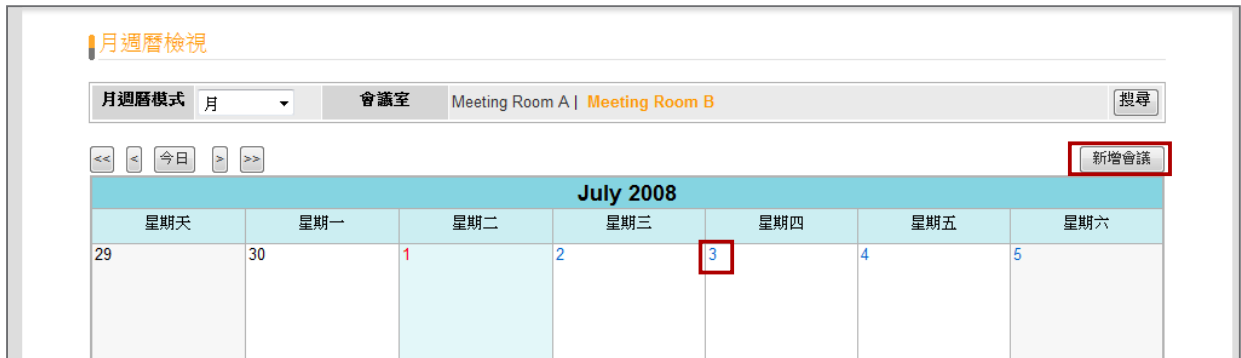 月週曆檢視
月週曆模式 月 會議室 Meeting Room A | Meeting Room B 搜尋
<< < 今日 > >> 新增會議
July 2008
星期天 星期一 星期二 星期三 星期四 星期五 星期六
29 30 1 2 3 4 5